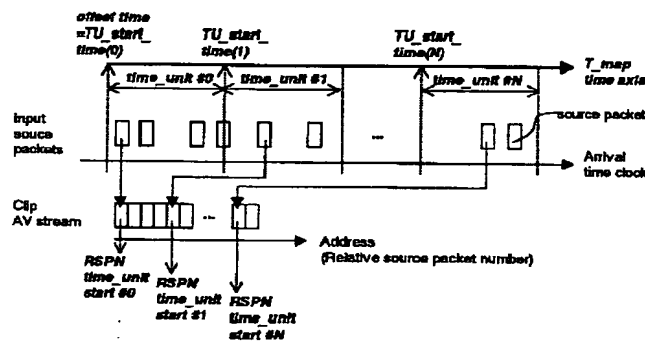 offset time
=TU_start_
time(0)
TU_start_
time(1)
TU_start_
time(N)
T_map
time axis
time_unit #0
time_unit #1
time_unit #N
Input
souce
packets
source packet
...
Arrival
time clock
Clip
AV stream
...
Address
(Relative source packet number)
RSPN
time_unit
start #0
RSPN
time_unit
start #1
RSPN
time_unit
start #N